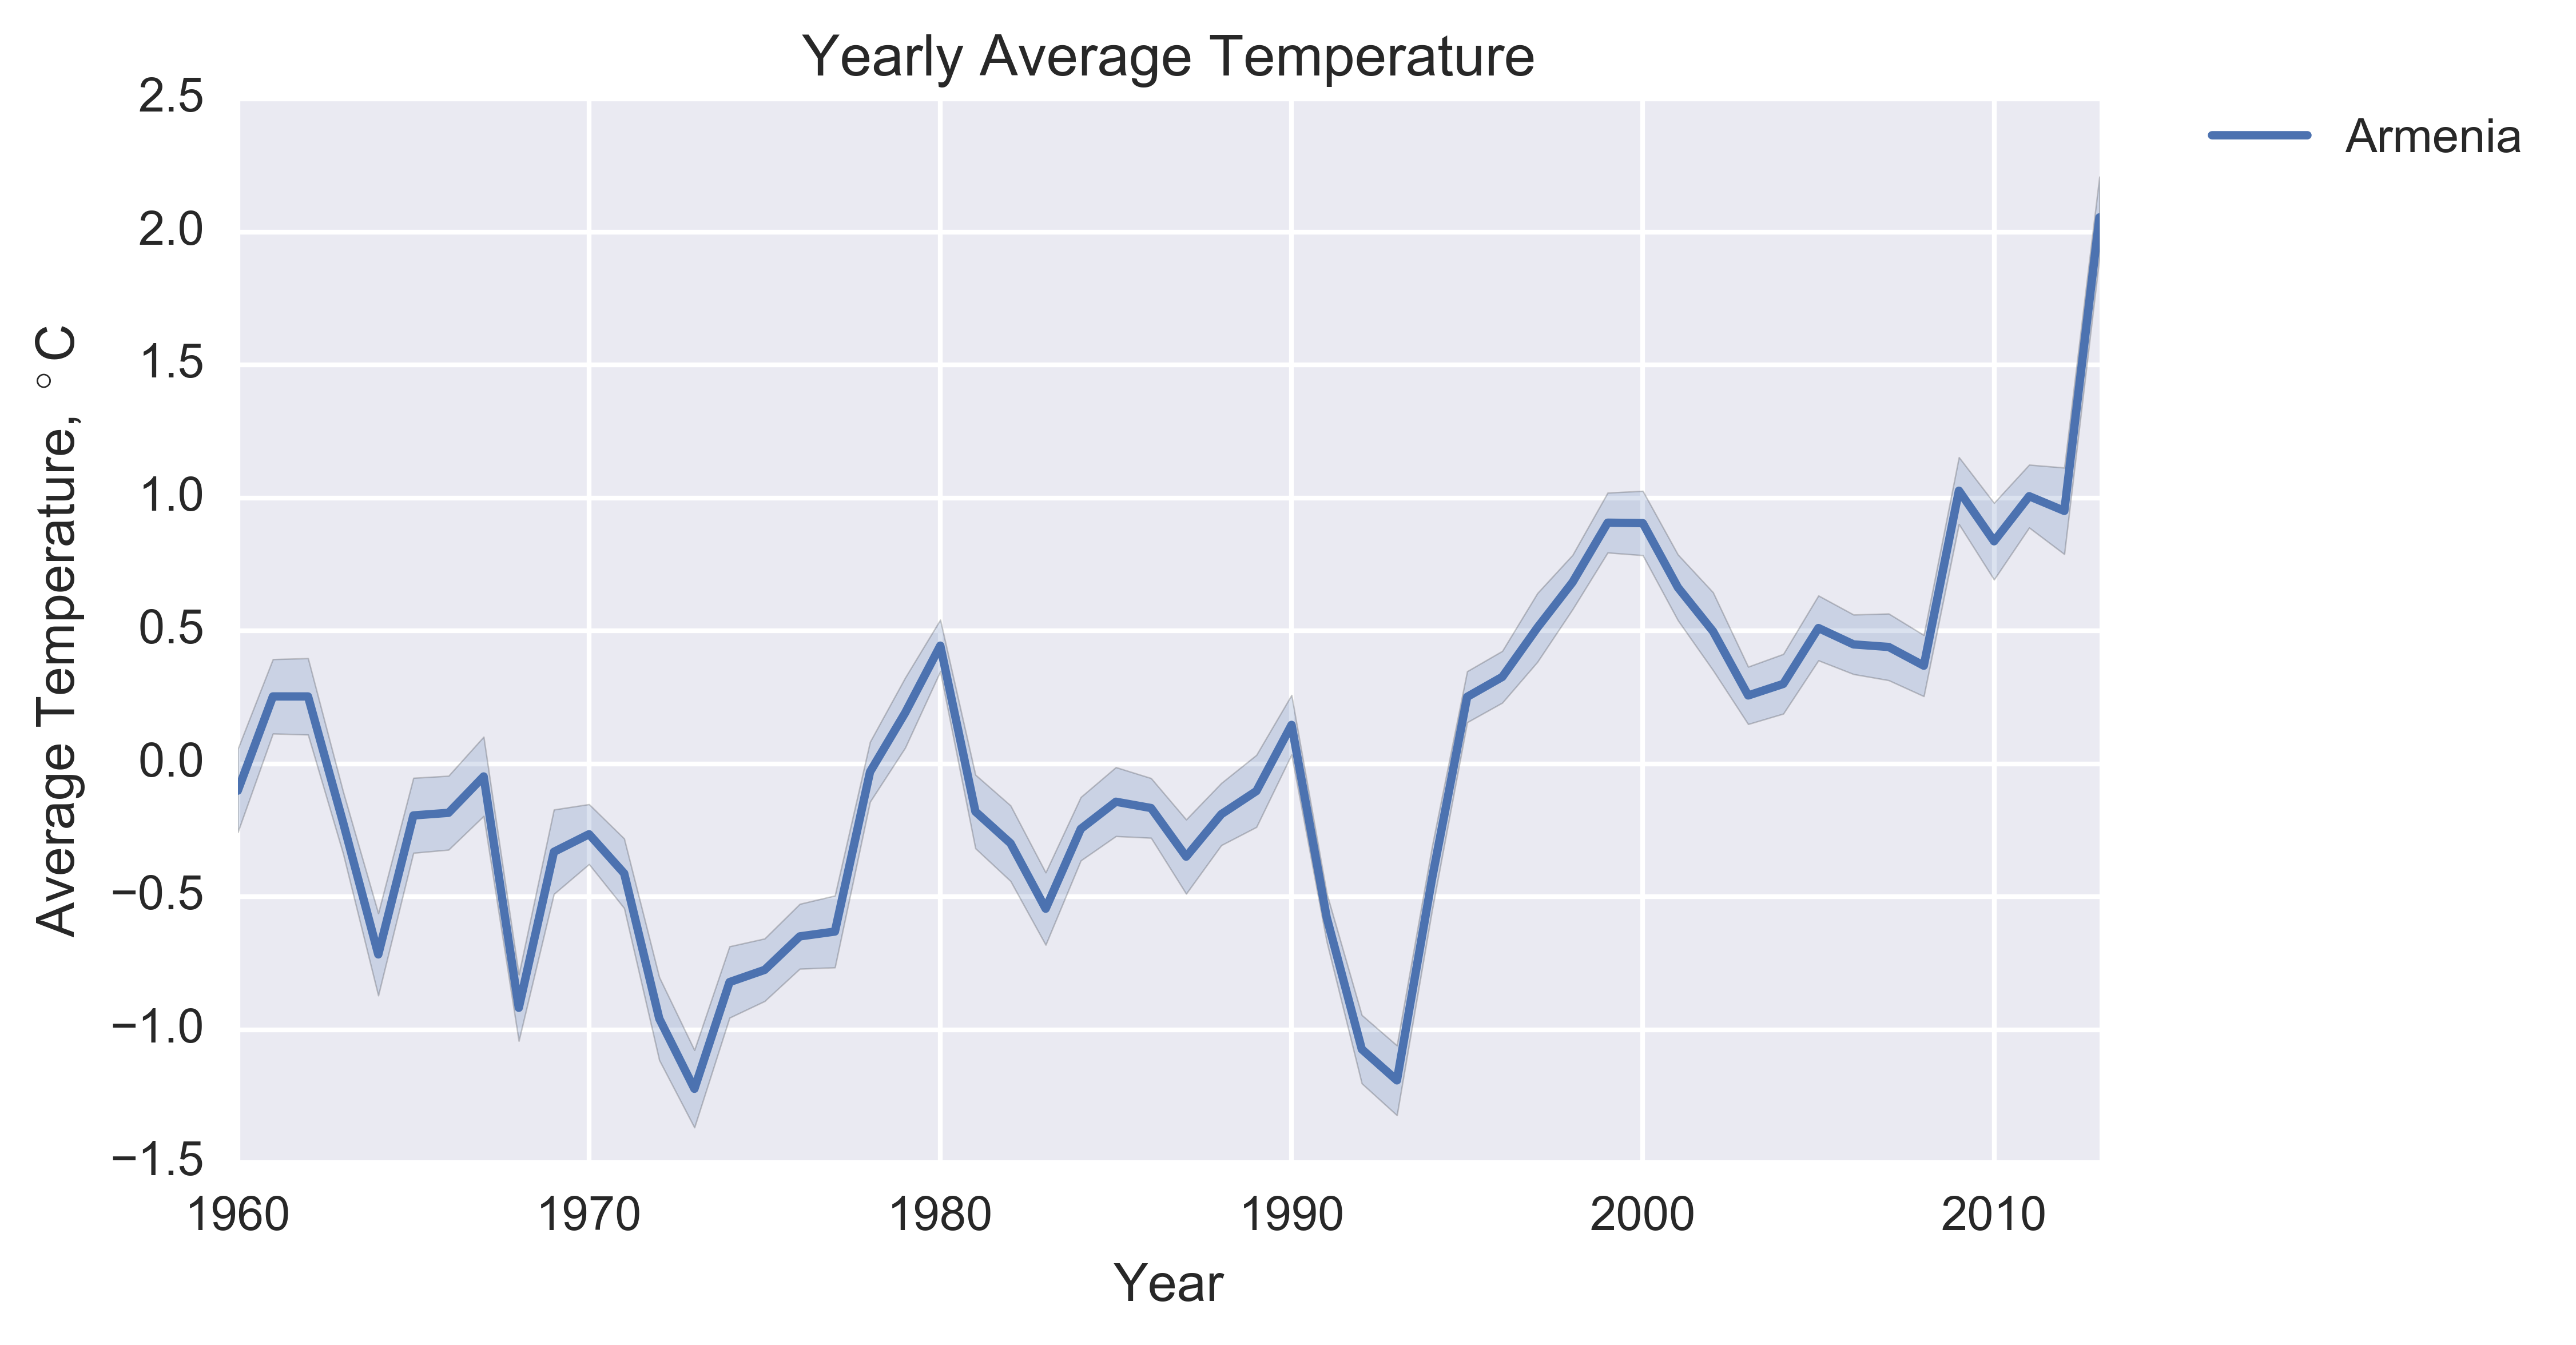 Yearly Average Temperature
2.5
2.0
1.5
1.0
0.5
0.0
−0.5
−1.0
−1.5
Average Temperature, °C
1960 1970 1980 1990 2000 2010
Year
Armenia